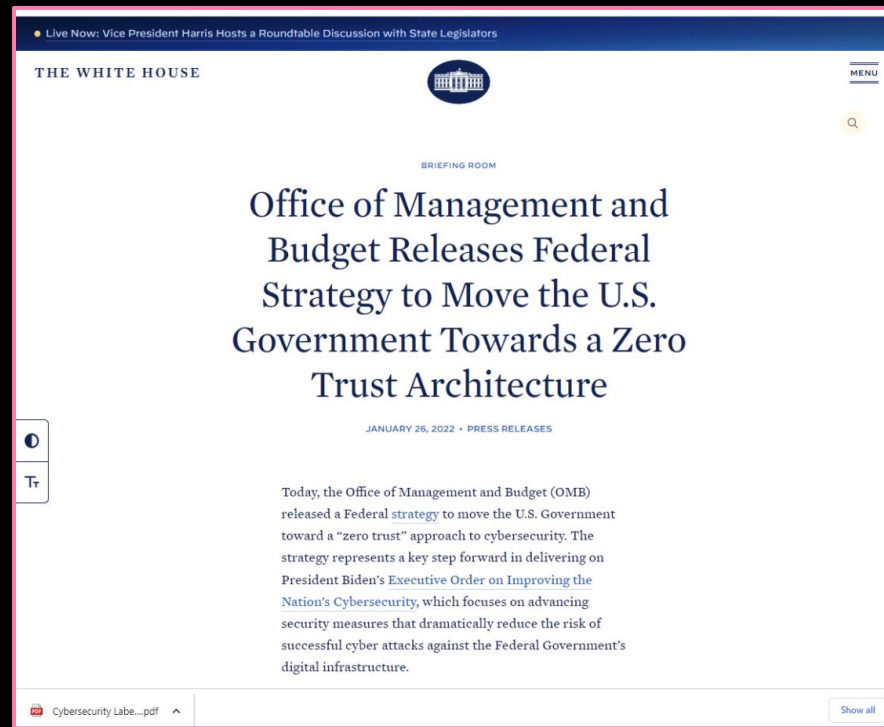 Live Now: Vice President Harris Hosts a Roundtable Discussion with State Legislators
THE WHITE HOUSE
MENU
BRIEFING ROOM
Office of Management and
Budget Releases Federal
Strategy to Move the U.S.
Government Towards a Zero
Trust Architecture
JANUARY 26, 2022 • PRESS RELEASES
TT
Today, the Office of Management and Budget (OMB)
released a Federal strategy to move the U.S. Government
toward a “zero trust” approach to cybersecurity. The
strategy represents a key step forward in delivering on
President Biden’s Executive Order on Improving the
Nation’s Cybersecurity, which focuses on advancing
security measures that dramatically reduce the risk of
successful cyber attacks against the Federal Government’s
digital infrastructure.
PDF
Cybersecurity Labe....pdf
Show all